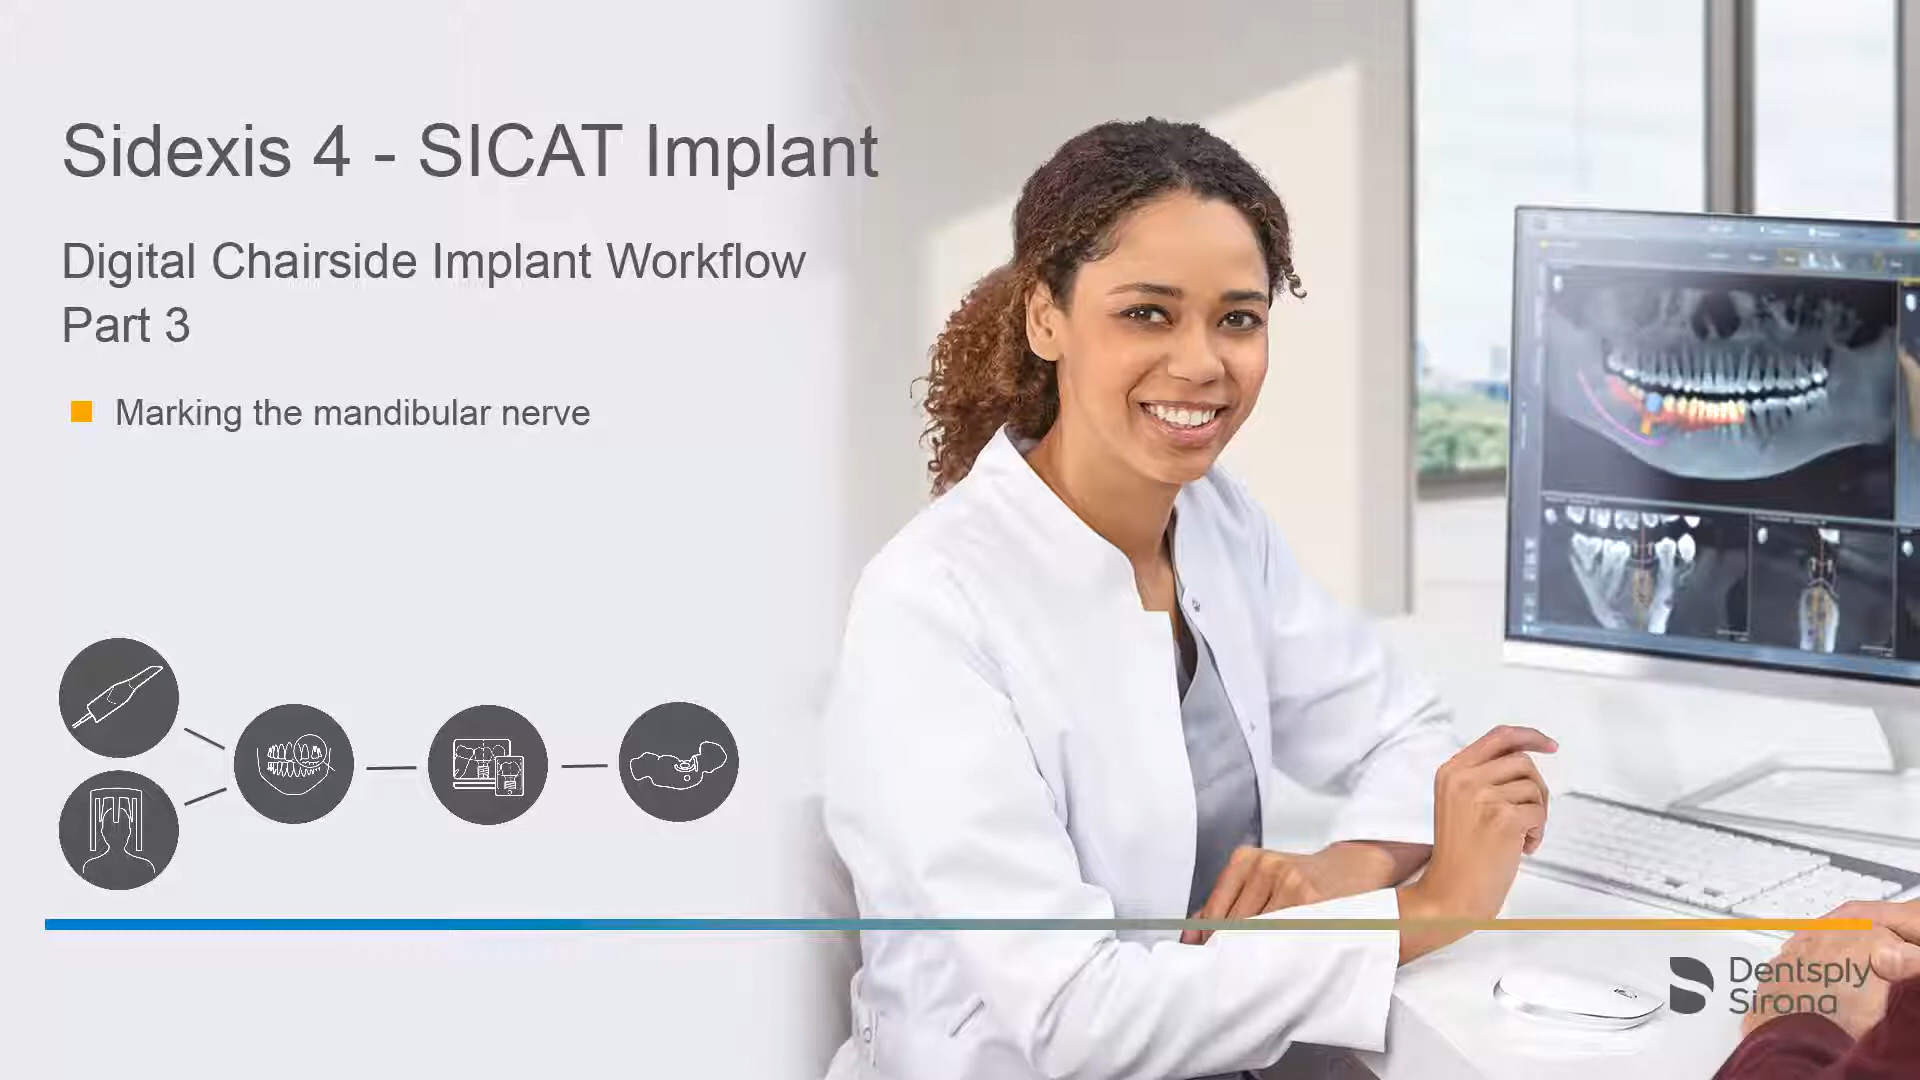 Sidexis 4 - SICAT Implant
Digital Chairside Implant Workflow
Part 3
Marking the mandibular nerve
Dentsply
Sirona